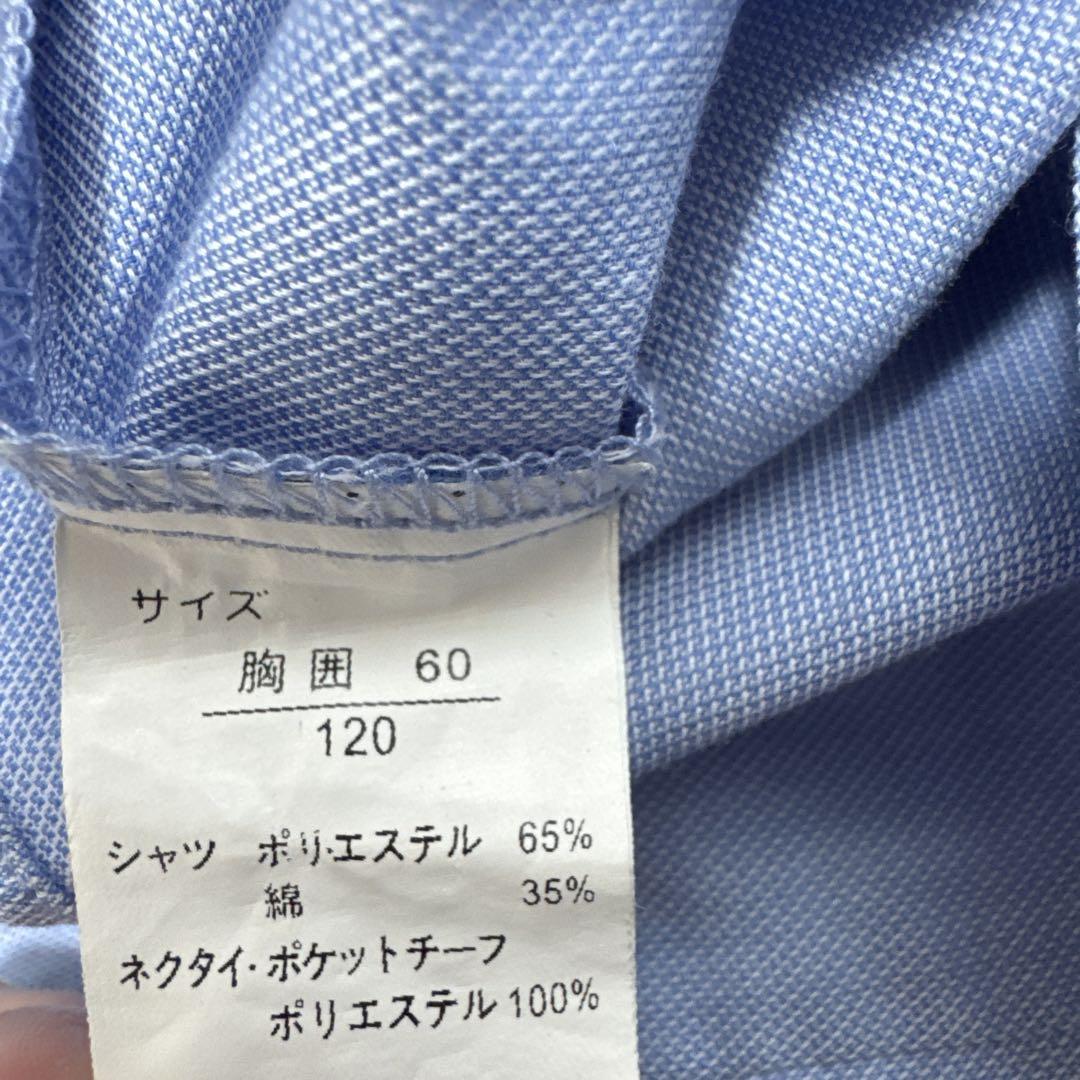 サイズ
胸囲 60
120
シャツ ポリエステル 65%
綿 35%
ネクタイ・ポケットチーフ
ポリエステル 100%